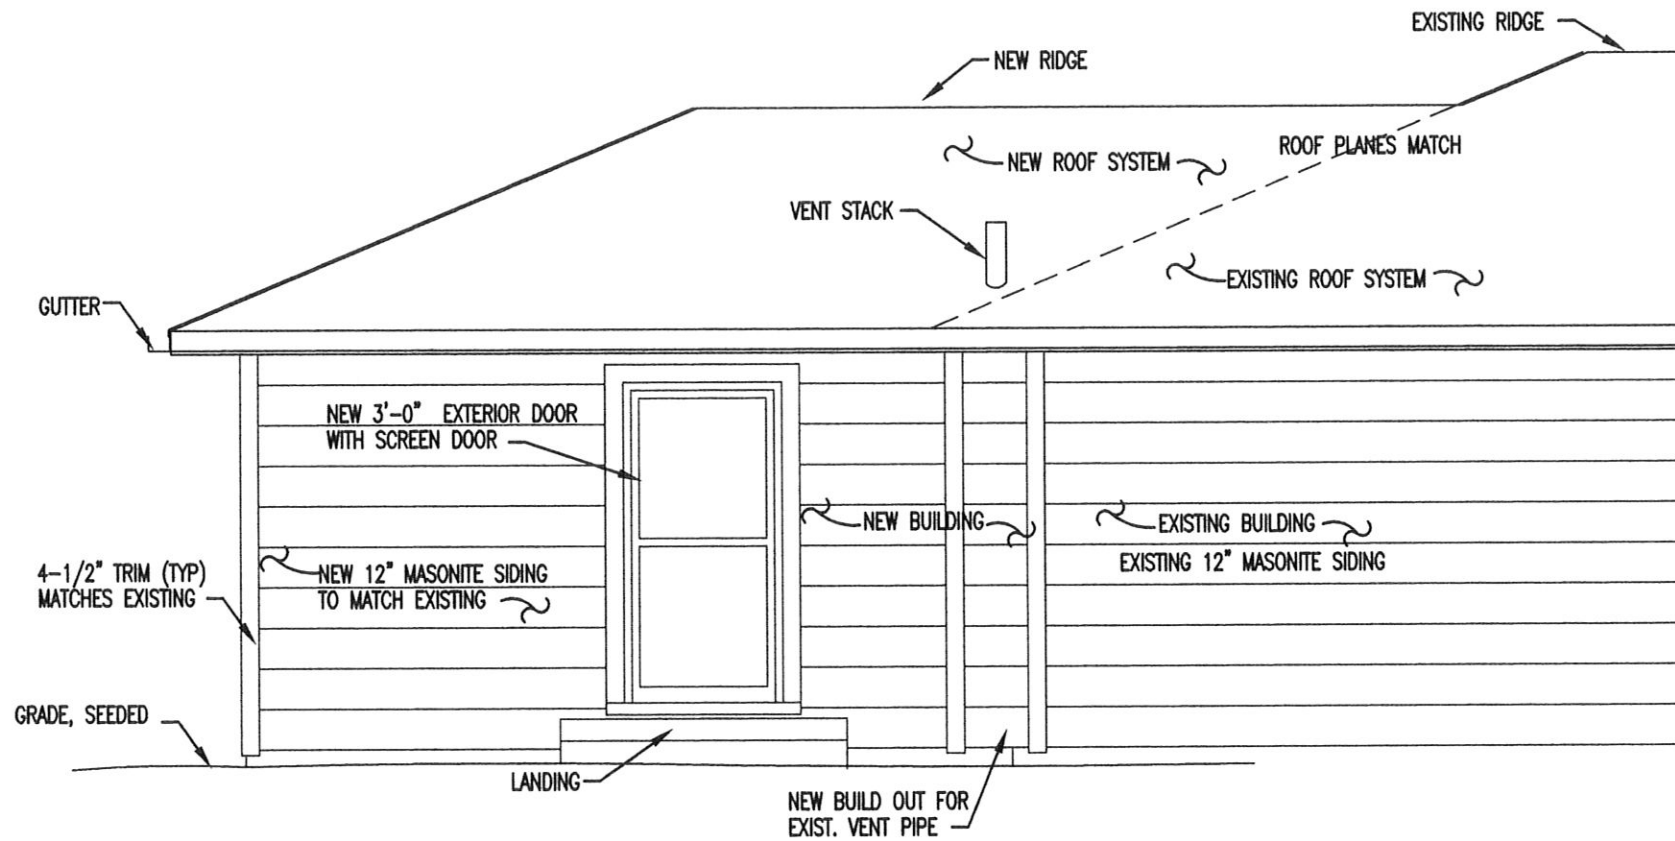 EXISTING RIDGE
NEW RIDGE
ROOF PLANES MATCH
NEW ROOF SYSTEM
VENT STACK
EXISTING ROOF SYSTEM
GUTTER
NEW 3'-0" EXTERIOR DOOR
WITH SCREEN DOOR
NEW BUILDING
EXISTING BUILDING
EXISTING 12" MASONITE SIDING
4-1/2" TRIM (TYP)
MATCHES EXISTING
NEW 12" MASONITE SIDING
TO MATCH EXISTING
GRADE, SEEDED
LANDING
NEW BUILD OUT FOR
EXIST. VENT PIPE